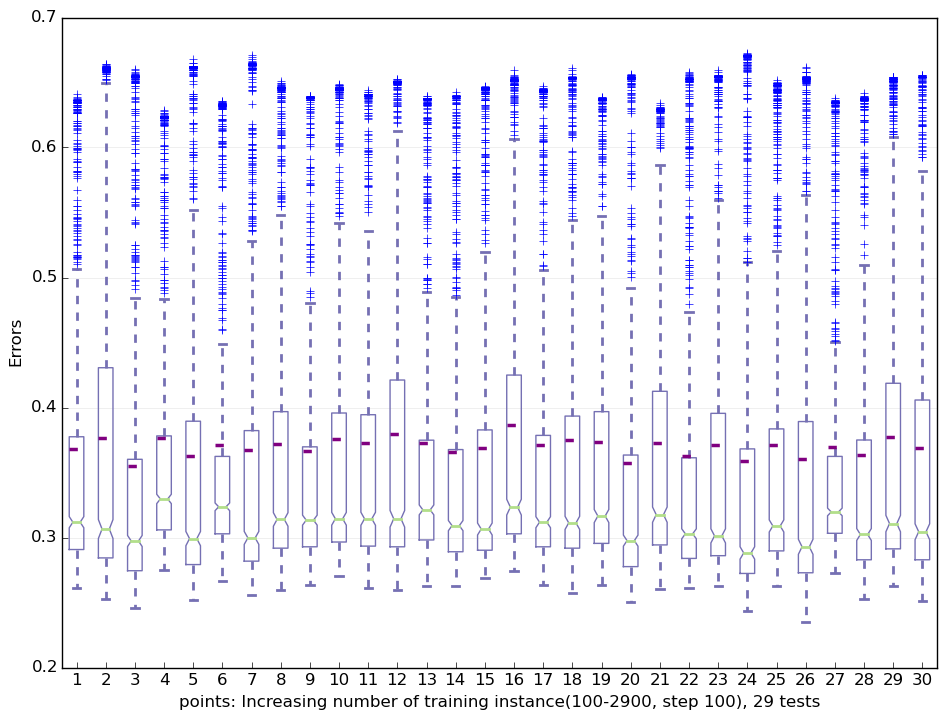 0.7
0.6
0.5
0.4
0.3
0.2
Errors
1 2 3 4 5 6 7 8 9 10 11 12 13 14 15 16 17 18 19 20 21 22 23 24 25 26 27 28 29 30
points: Increasing number of training instance(100-2900, step 100), 29 tests